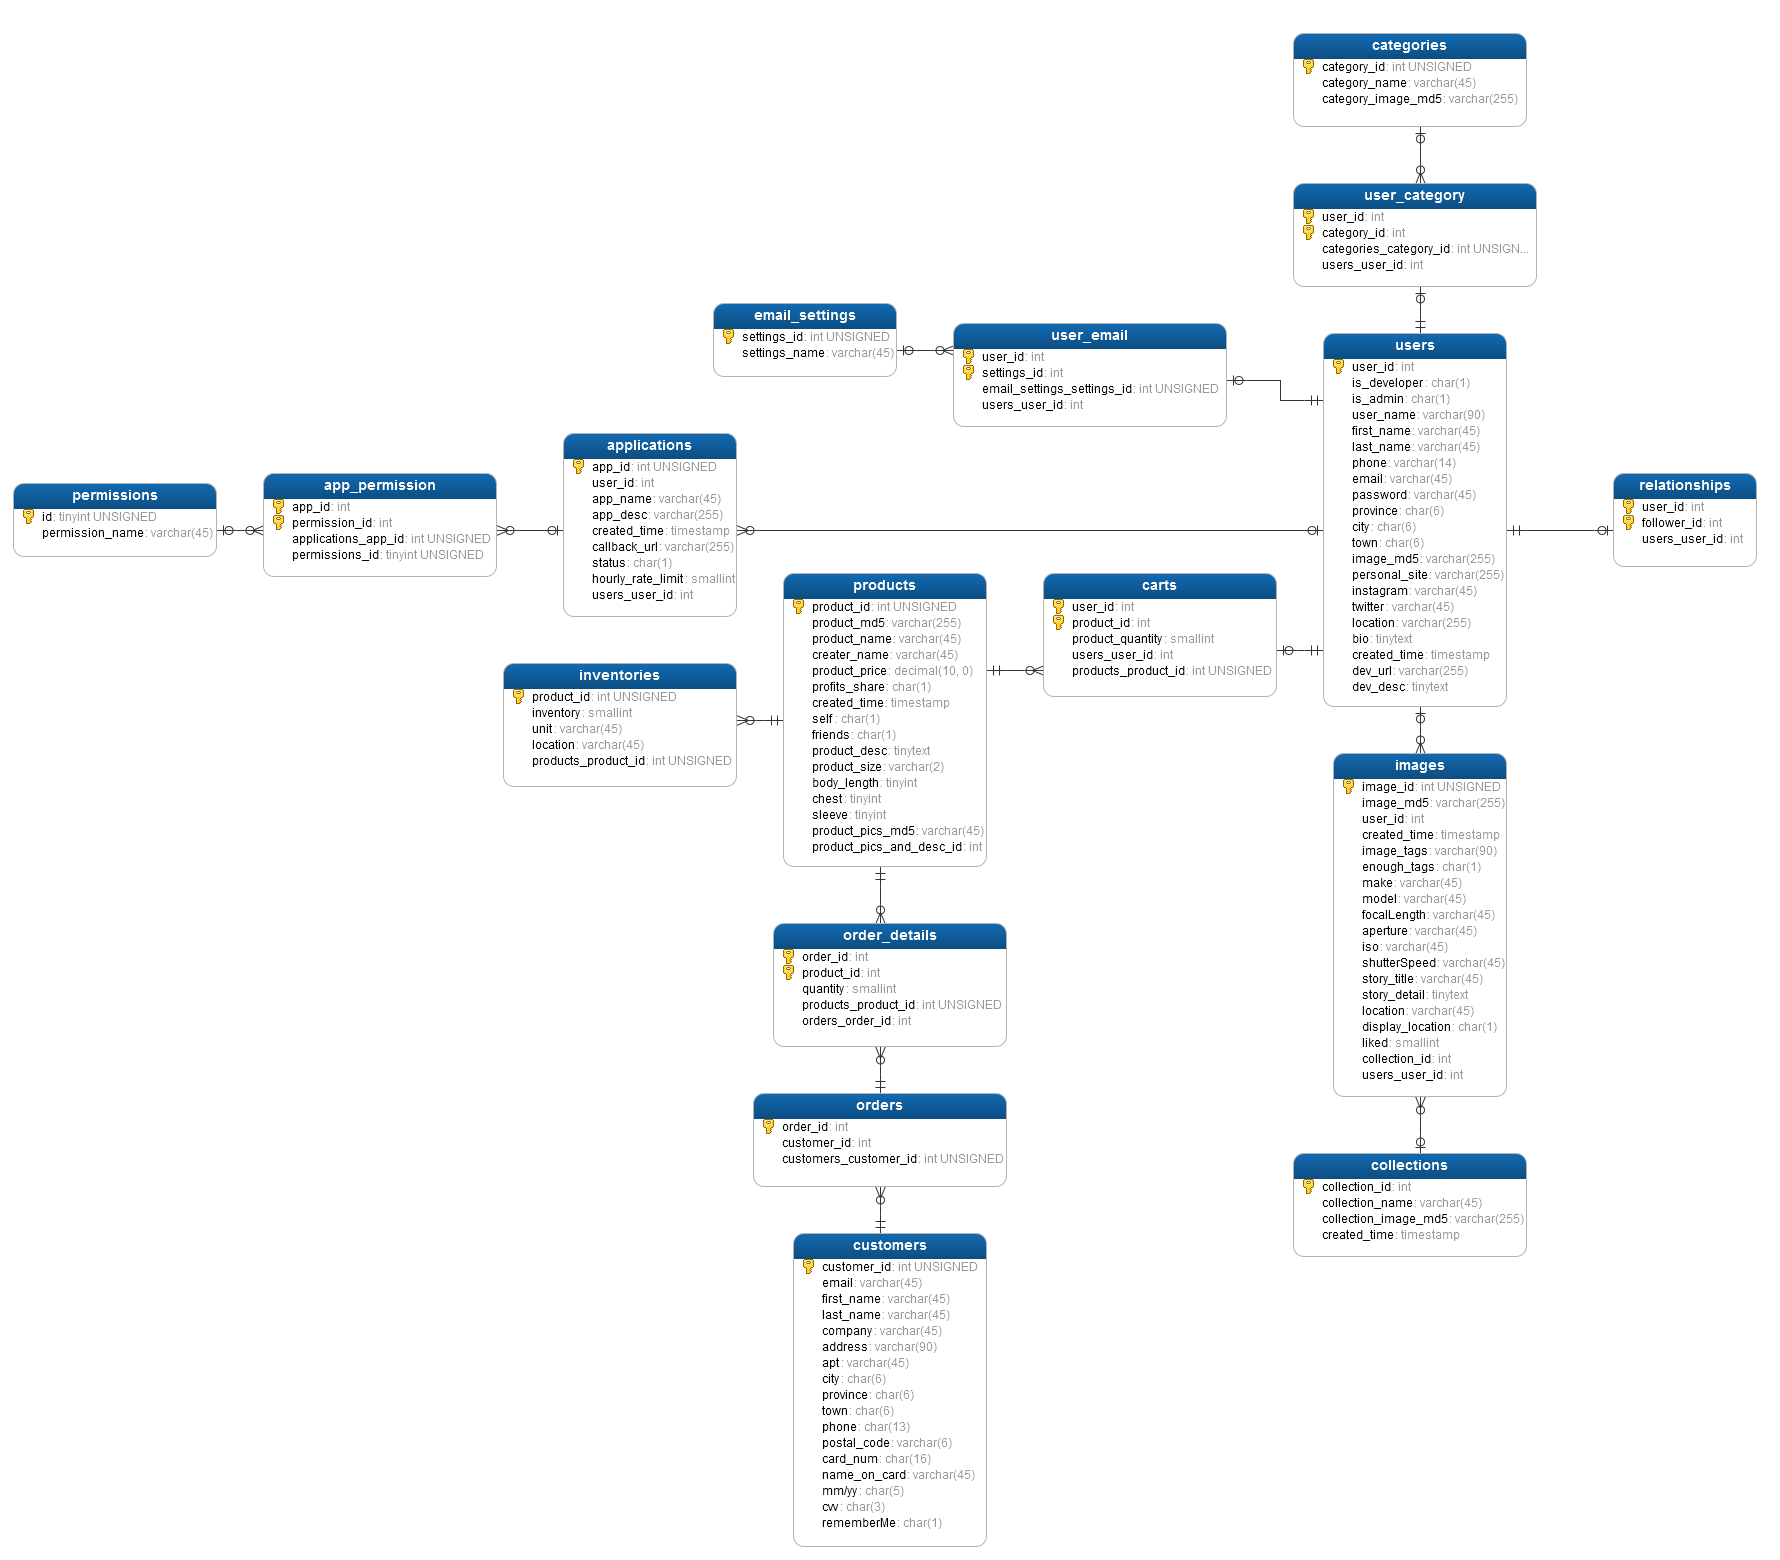 categories
category_id: int UNSIGNED
category_name: varchar(45)
category_image_md5: varchar(255)
user_category
user_id: int
category_id: int
categories_category_id: int UNSIGN...
users_user_id: int
email_settings
settings_id: int UNSIGNED
settings_name: varchar(45)
user_email
user_id: int
settings_id: int
email_settings_settings_id: int UNSIGNED
users_user_id: int
users
user_id: int
is_developer: char(1)
is_admin: char(1)
user_name: varchar(90)
first_name: varchar(45)
last_name: varchar(45)
phone: varchar(14)
email: varchar(45)
password: varchar(45)
province: char(6)
city: char(6)
town: char(6)
image_md5: varchar(255)
personal_site: varchar(255)
instagram: varchar(45)
twitter: varchar(45)
location: varchar(255)
bio: tinytext
created_time: timestamp
dev_url: varchar(255)
dev_desc: tinytext
applications
app_id: int UNSIGNED
user_id: int
app_name: varchar(45)
app_desc: varchar(255)
created_time: timestamp
callback_url: varchar(255)
status: char(1)
hourly_rate_limit: smallint
users_user_id: int
permissions
id: tinyint UNSIGNED
permission_name: varchar(45)
app_permission
app_id: int
permission_id: int
applications_app_id: int UNSIGNED
permissions_id: tinyint UNSIGNED
relationships
user_id: int
follower_id: int
users_user_id: int
products
product_id: int UNSIGNED
product_md5: varchar(255)
product_name: varchar(45)
creater_name: varchar(45)
product_price: decimal(10, 0)
profits_share: char(1)
created_time: timestamp
self: char(1)
friends: char(1)
product_desc: tinytext
product_size: varchar(2)
body_length: tinyint
chest: tinyint
sleeve: tinyint
product_pics_md5: varchar(45)
product_pics_and_desc_id: int
carts
user_id: int
product_id: int
product_quantity: smallint
users_user_id: int
products_product_id: int UNSIGNED
inventories
product_id: int UNSIGNED
inventory: smallint
unit: varchar(45)
location: varchar(45)
products_product_id: int UNSIGNED
images
image_id: int UNSIGNED
image_md5: varchar(255)
user_id: int
created_time: timestamp
image_tags: varchar(90)
enough_tags: char(1)
make: varchar(45)
model: varchar(45)
focalLength: varchar(45)
aperture: varchar(45)
iso: varchar(45)
shutterSpeed: varchar(45)
story_title: varchar(45)
story_detail: tinytext
location: varchar(45)
display_location: char(1)
liked: smallint
collection_id: int
users_user_id: int
order_details
order_id: int
product_id: int
quantity: smallint
products_product_id: int UNSIGNED
orders_order_id: int
orders
order_id: int
customer_id: int
customers_customer_id: int UNSIGNED
collections
collection_id: int
collection_name: varchar(45)
collection_image_md5: varchar(255)
created_time: timestamp
customers
customer_id: int UNSIGNED
email: varchar(45)
first_name: varchar(45)
last_name: varchar(45)
company: varchar(45)
address: varchar(90)
apt: varchar(45)
city: char(6)
province: char(6)
town: char(6)
phone: char(13)
postal_code: varchar(6)
card_num: char(16)
name_on_card: varchar(45)
mm/yy: char(5)
cvv: char(3)
rememberMe: char(1)